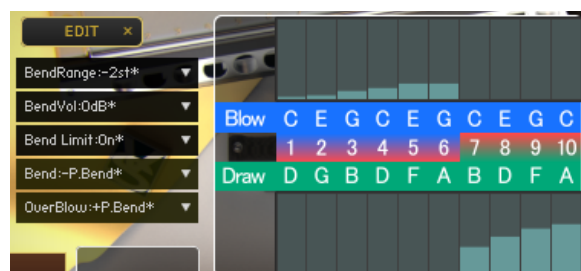 EDIT ×
BendRange:-2st*
BendVol:0dB*
Bend Limit:On*
Bend:-P.Bend*
OverBlow:+P.Bend*
Blow C E G C E G C E G C
1 2 3 4 5 6 7 8 9 10
Draw D G B D F A B D F A